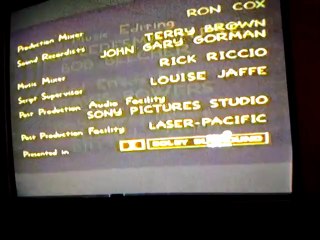 RON COX
Production Mixer TERRY BROWN
Sound Recordists JOHN GARY GORMAN
Music Mixer RICK RICCIO
Script Supervisor LOUISE JAFFE
Post Production Audio Facility
SONY PICTURES STUDIO
Post Production Facility LASER-PACIFIC
Presented in DOLBY SURROUND